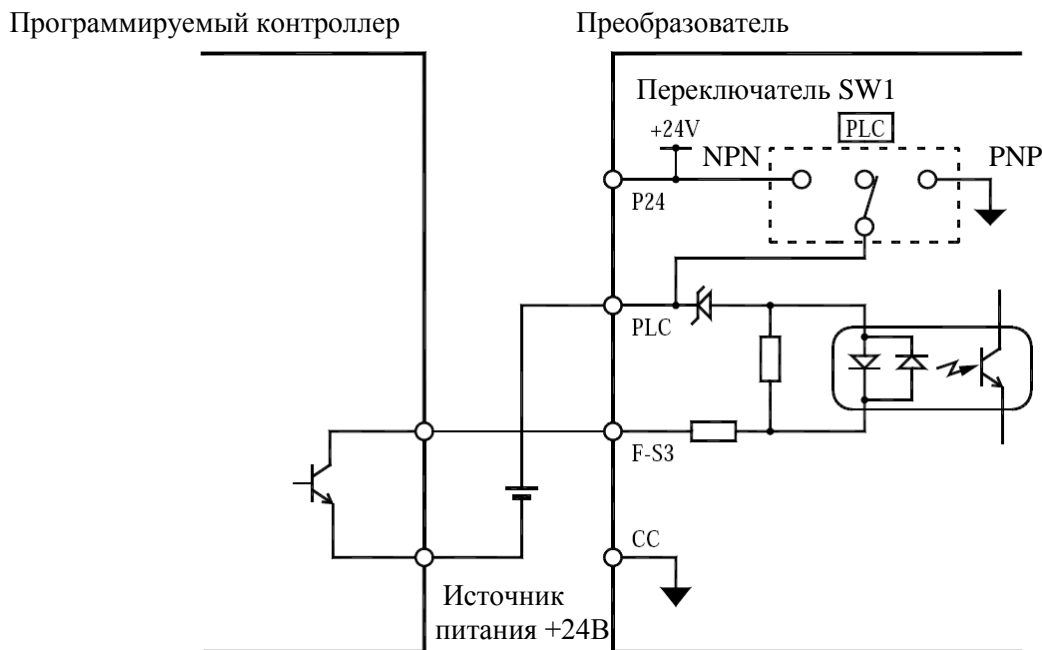 Программируемый контроллер
Преобразователь
Переключатель SW1
+24V
PLC
NPN
PNP
P24
PLC
F-S3
CC
Источник
питания +24В